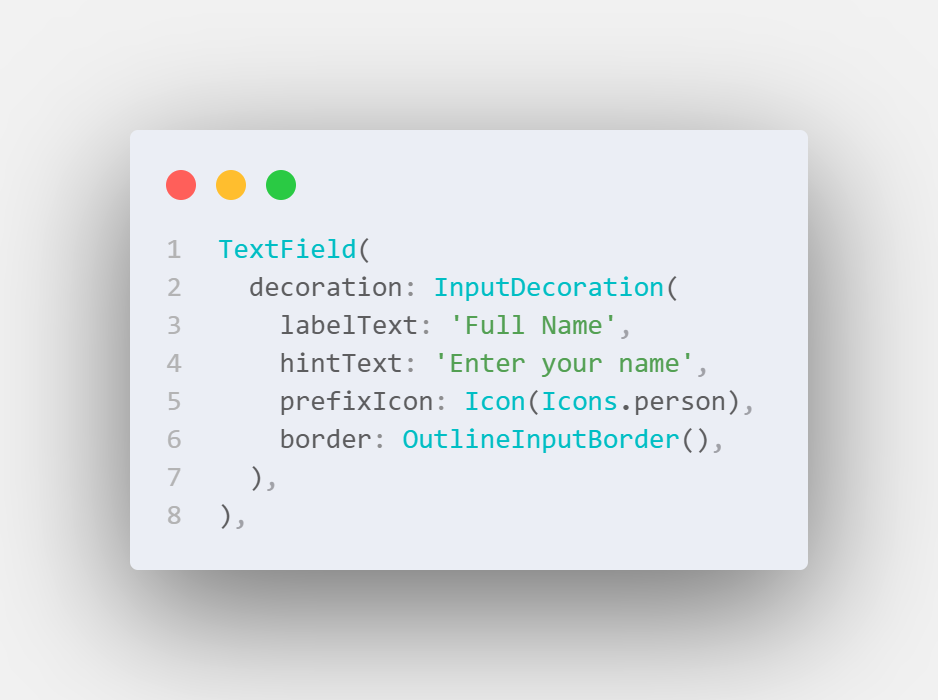 1 TextField(
2   decoration: InputDecoration(
3     labelText: 'Full Name',
4     hintText: 'Enter your name',
5     prefixIcon: Icon(Icons.person),
6     border: OutlineInputBorder(),
7   ),
8 ),